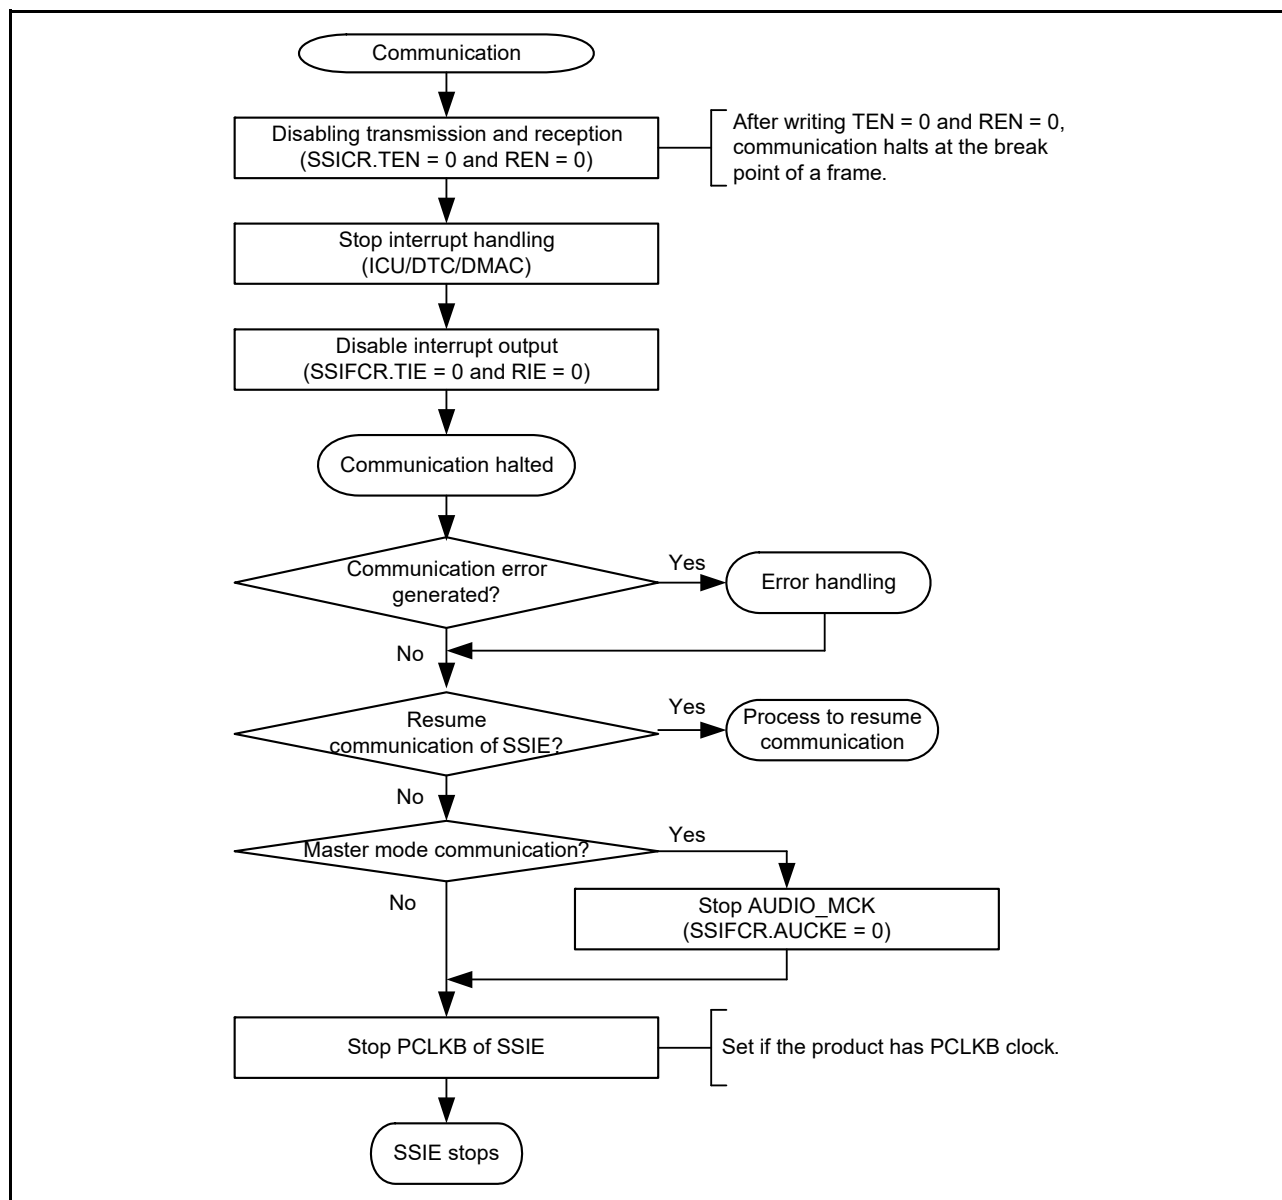 Communication
Disabling transmission and reception
(SSICR.TEN = 0 and REN = 0)
After writing TEN = 0 and REN = 0,
communication halts at the break
point of a frame.
Stop interrupt handling
(ICU/DTC/DMAC)
Disable interrupt output
(SSIFCR.TIE = 0 and RIE = 0)
Communication halted
Communication error
generated?
Yes
Error handling
No
Resume
communication of SSIE?
Yes
Process to resume
communication
No
Master mode communication?
Yes
No
Stop AUDIO_MCK
(SSIFCR.AUCKE = 0)
Stop PCLKB of SSIE
Set if the product has PCLKB clock.
SSIE stops